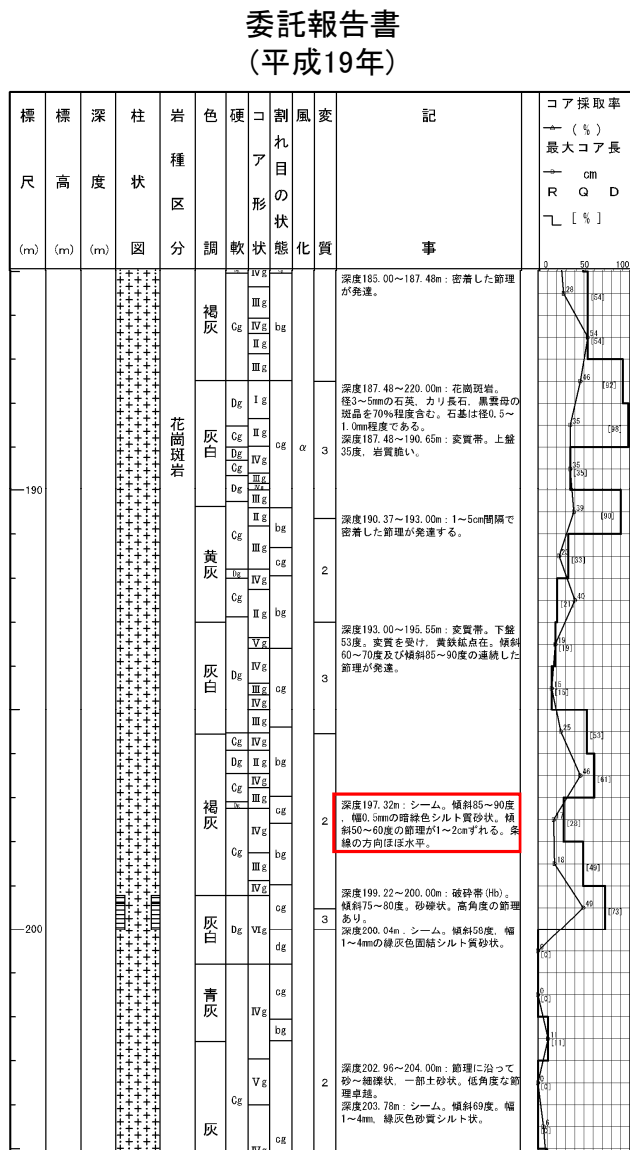 委託報告書
(平成19年)
標尺(m)
標高(m)
深度(m)
柱状図
岩種区分
色調
硬軟
コア形状
割れ目の状態
風化
変質
記事
コア採取率
(%)
最大コア長
cm
R Q D
[%]
0 50 100
花崗斑岩
190
200
褐灰
灰白
黄灰
灰白
褐灰
灰白
青灰
灰
Cg
Dg
Cg
Dg
Cg
Dg
Cg
Dg
Cg
Dg
Cg
Dg
Cg
Cg
Dg
Cg
Ⅳg
Ⅲg
Ⅳg
Ⅱg
Ⅲg
Ⅰg
Ⅱg
Ⅳg
Ⅲg
Ⅳg
Ⅲg
Ⅱg
Ⅲg
Ⅳg
Ⅱg
Ⅴg
Ⅳg
Ⅲg
Ⅳg
Ⅲg
Ⅳg
Ⅱg
Ⅳg
Ⅲg
Ⅳg
Ⅲg
Ⅳg
Ⅵg
Ⅳg
Ⅴg
Ⅳg
bg
cg
bg
cg
bg
cg
bg
cg
bg
cg
dg
cg
bg
cg
α
3
2
3
2
3
2
深度185.00~187.48m:密着した節理
が発達。
深度187.48~220.00m:花崗斑岩。
径3~5mmの石英、カリ長石、黒雲母の
斑晶を70%程度含む。石基は径0.5~
1.0mm程度である。
深度187.48~190.65m:変質帯。上盤
35度、岩質脆い。
深度190.37~193.00m:1~5cm間隔で
密着した節理が発達する。
深度193.00~195.55m:変質帯。下盤
53度。変質を受け、黄鉄鉱点在。傾斜
60~70度及び傾斜85~90度の連続した
節理が発達。
深度197.32m:シーム。傾斜85~90度
、幅0.5mmの暗緑色シルト質砂状。傾
斜50~60度の節理が1~2cmずれる。条
線の方向ほぼ水平。
深度199.22~200.00m:破砕帯(Hb)。
傾斜75~80度。砂礫状。高角度の節理
あり。
深度200.04m.シーム。傾斜58度、幅
1~4mmの緑灰色固結シルト質砂状。
深度202.96~204.00m:節理に沿って
砂~細礫状、一部土砂状。低角度な節
理卓越。
深度203.78m:シーム。傾斜69度。幅
1~4mm、緑灰色砂質シルト状。
28
[54]
54
[54]
46
[92]
35
[98]
35
[35]
39
[90]
20
[33]
40
[21]
19
[19]
15
[15]
25
[53]
46
[61]
17
[28]
18
[49]
49
[73]
0
[0]
0
[0]
11
[11]
0
[0]
6